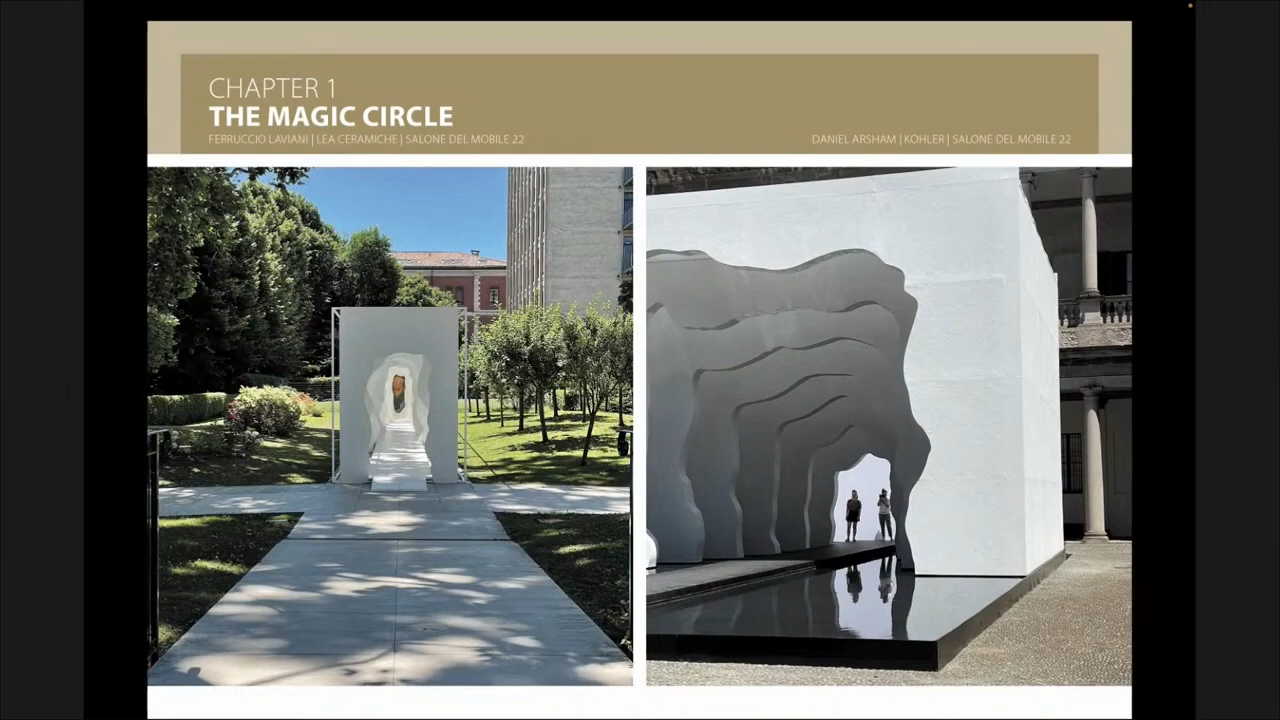 CHAPTER 1
THE MAGIC CIRCLE
FERRUCCIO LAVIANI | LEA CERAMICHE | SALONE DEL MOBILE 22
DANIEL ARSHAM | KOHLER | SALONE DEL MOBILE 22